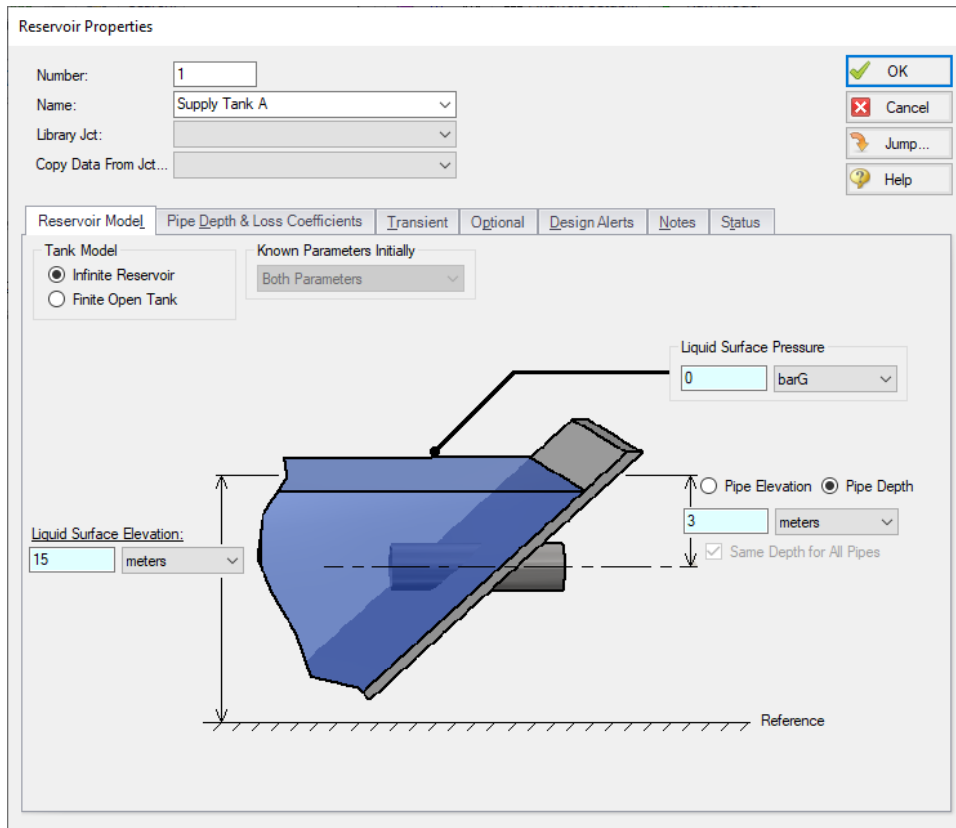 Reservoir Properties
Number: 1
OK
Name: Supply Tank A
Cancel
Library Jct:
Jump...
Copy Data From Jct...
Help
Reservoir Model Pipe Depth & Loss Coefficients Transient Optional Design Alerts Notes Status
Tank Model
Known Parameters Initially
Infinite Reservoir
Both Parameters
Finite Open Tank
Liquid Surface Pressure
0 barG
Pipe Elevation Pipe Depth
3 meters
Same Depth for All Pipes
Liquid Surface Elevation:
15 meters
Reference